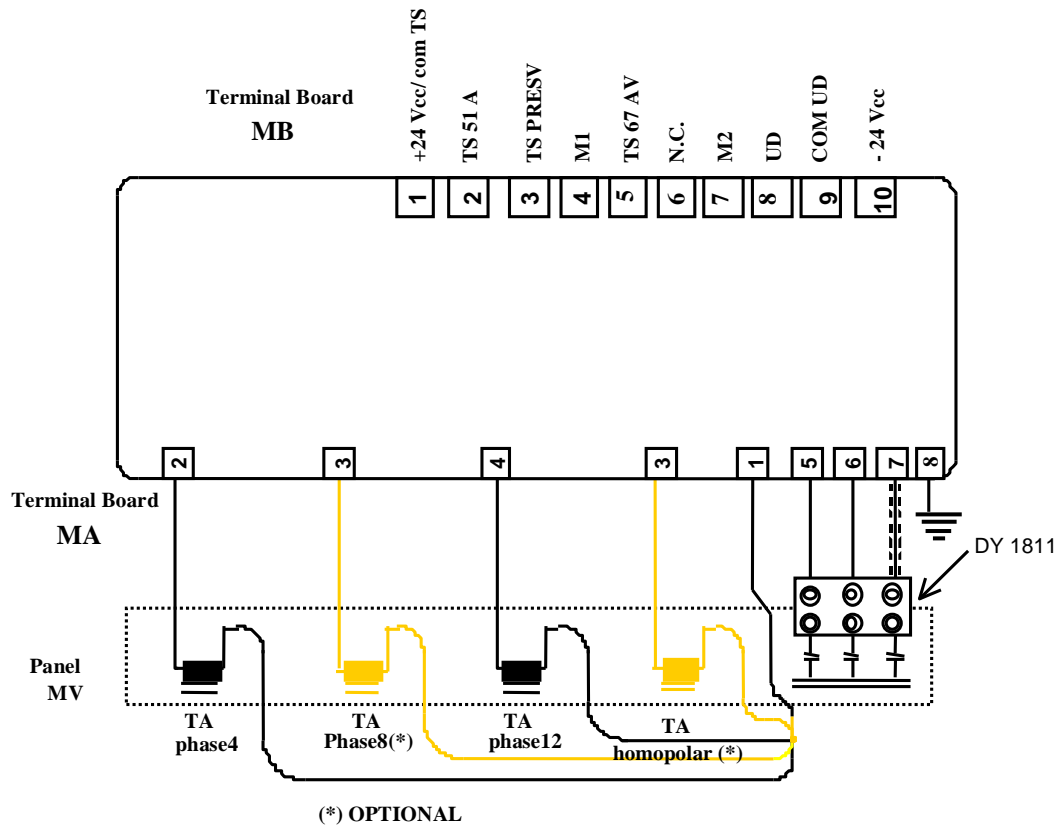 Terminal Board
MB
+24 Vcc/ com TS
TS 51 A
TS PRESV
M1
TS 67 AV
N.C.
M2
UD
COM UD
- 24 Vcc
1
2
3
4
5
6
7
8
9
10
2
3
4
3
1
5
6
7
8
Terminal Board
MA
DY 1811
Panel
MV
TA
phase4
TA
Phase8(*)
TA
phase12
TA
homopolar (*)
(*) OPTIONAL